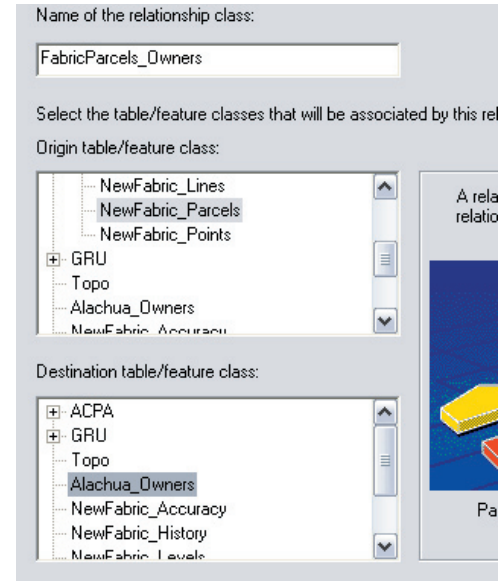 Name of the relationship class:
FabricParcels_Owners
Select the table/feature classes that will be associated by this rel
Origin table/feature class:
NewFabric_Lines
NewFabric_Parcels
NewFabric_Points
GRU
Topo
Alachua_Owners
NewFabric_Accuracy
A rela
relatio
Destination table/feature class:
ACPA
GRU
Topo
Alachua_Owners
NewFabric_Accuracy
NewFabric_History
NewFabric_Levels
Pa